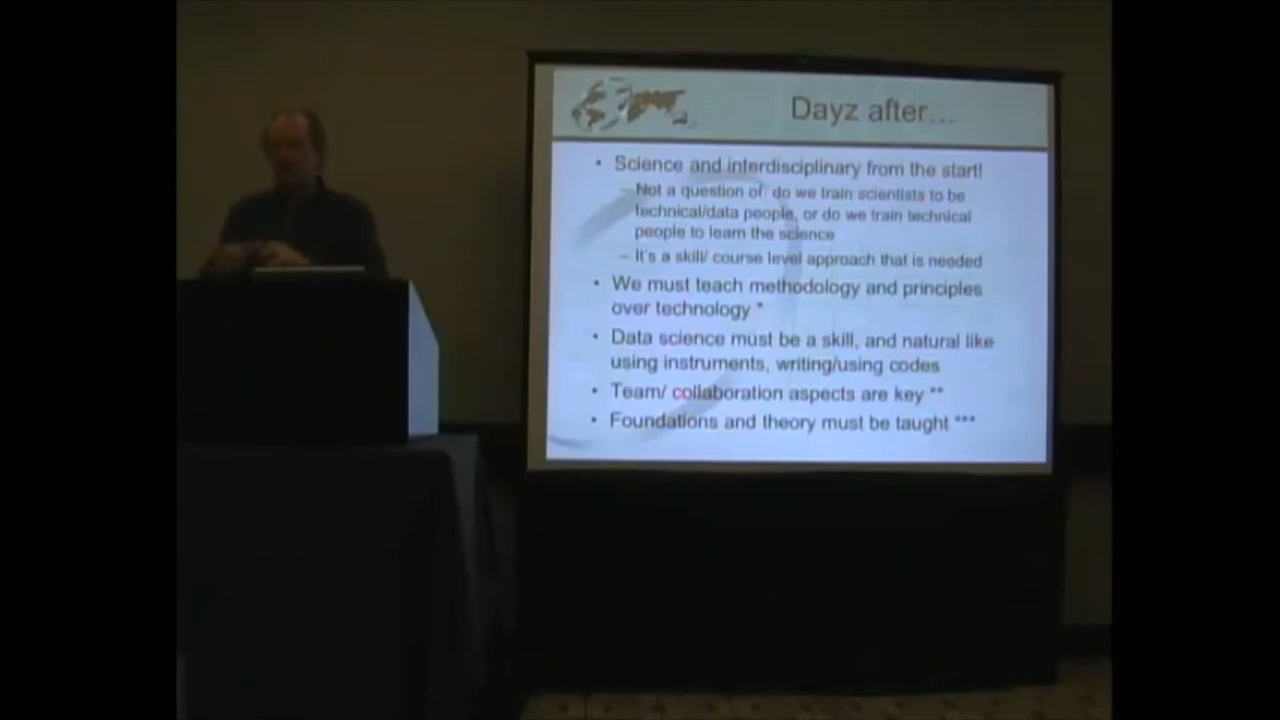 Dayz after...
• Science and interdisciplinary from the start!
– Not a question of: do we train scientists to be
technical/data people, or do we train technical
people to learn the science
– It's a skill/ course level approach that is needed
• We must teach methodology and principles
over technology *
• Data science must be a skill, and natural like
using instruments, writing/using codes
• Team/ collaboration aspects are key **
• Foundations and theory must be taught ***